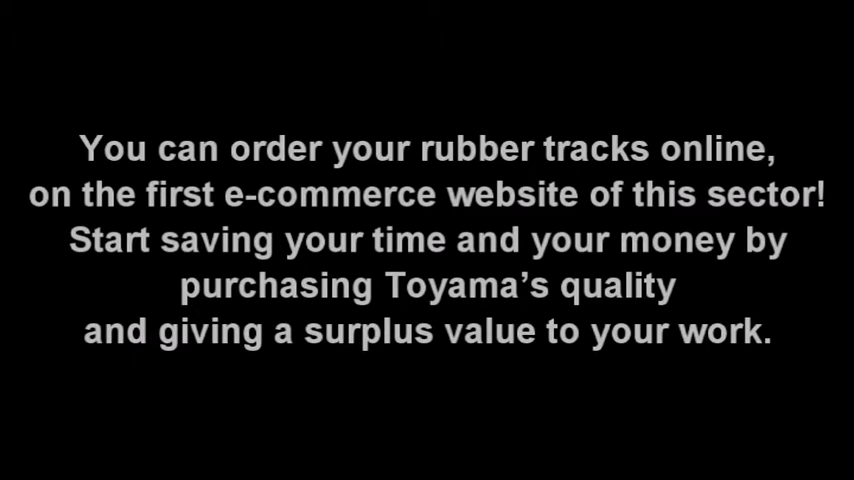 You can order your rubber tracks online,
on the first e-commerce website of this sector!
Start saving your time and your money by
purchasing Toyama’s quality
and giving a surplus value to your work.